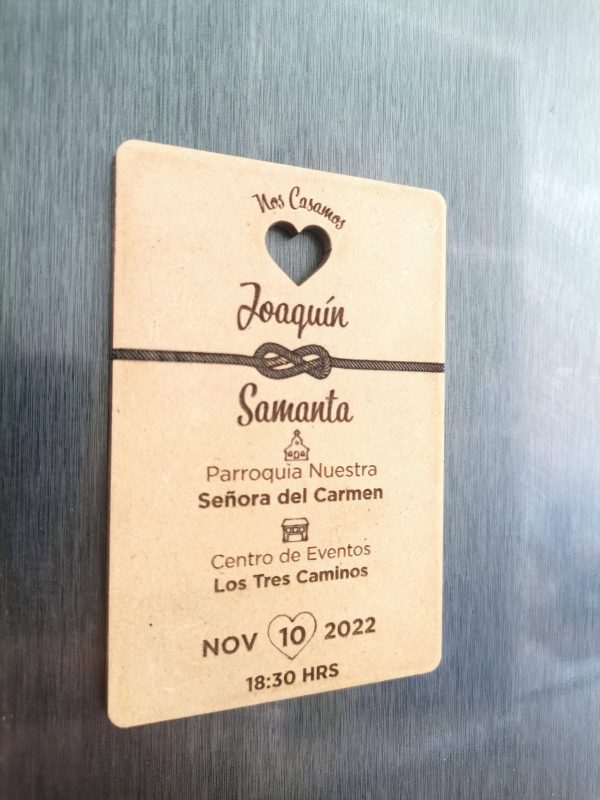 Nos Casamos
Joaquín
Samanta
Parroquia Nuestra
Señora del Carmen
Centro de Eventos
Los Tres Caminos
NOV 10 2022
18:30 HRS